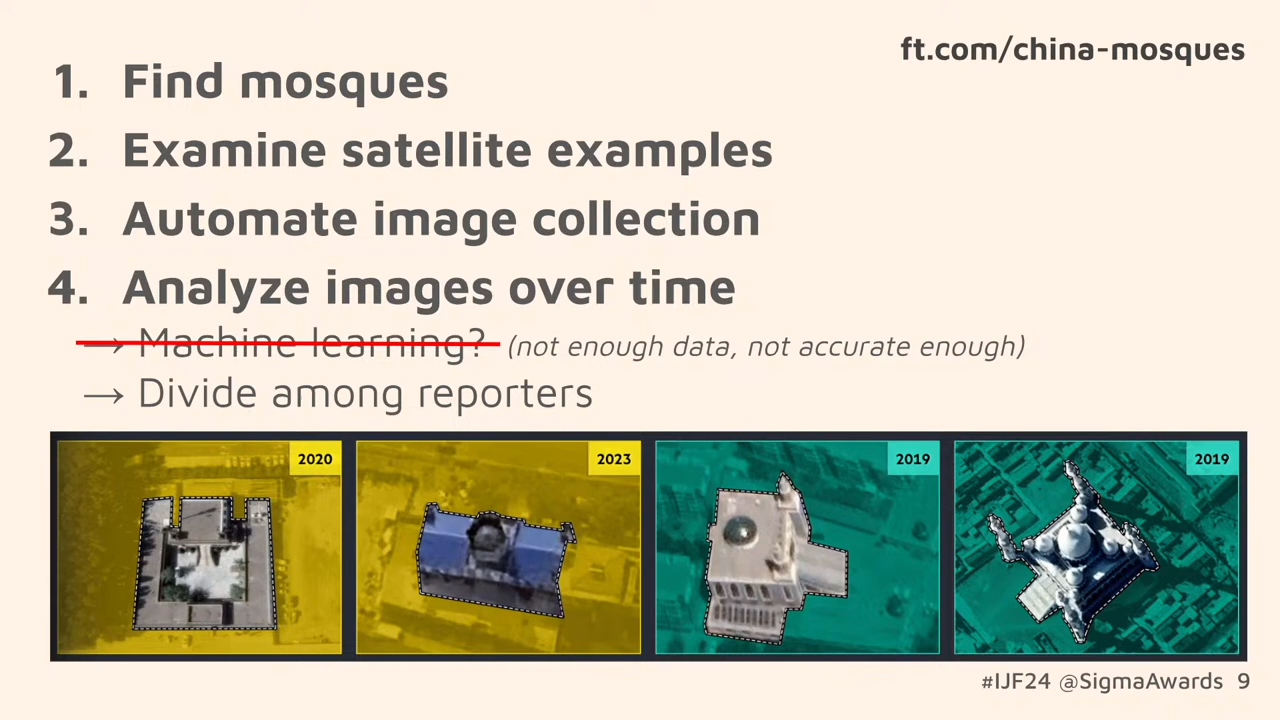 ft.com/china-mosques
1. Find mosques
2. Examine satellite examples
3. Automate image collection
4. Analyze images over time
→ Machine learning? (not enough data, not accurate enough)
→ Divide among reporters
2020
2023
2019
2019
#IJF24 @SigmaAwards 9